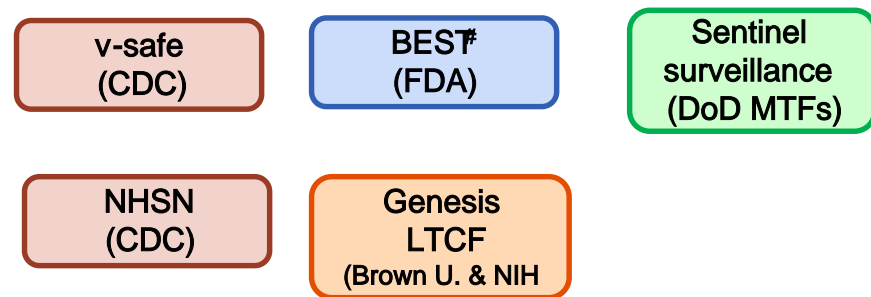 v-safe
(CDC)
BEST#
(FDA)
Sentinel
surveillance
(DoD MTFs)
NHSN
(CDC)
Genesis
LTCF
(Brown U. & NIH